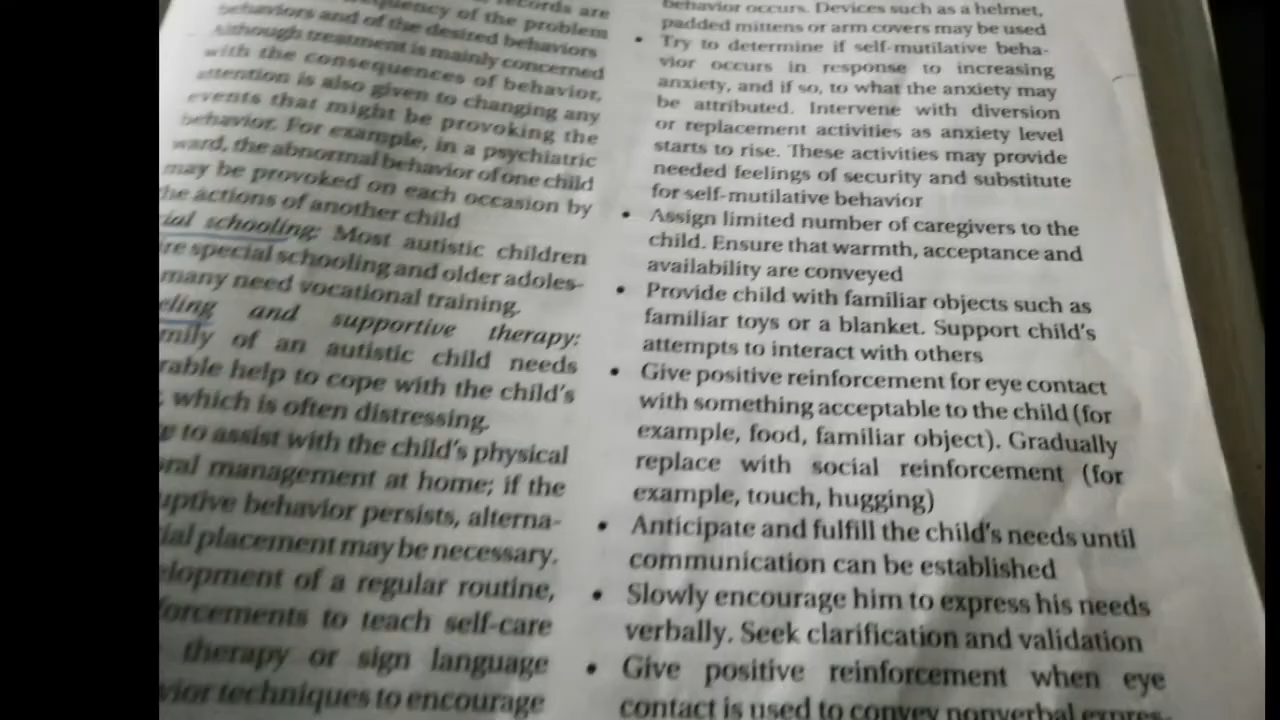 records are
of the problem
behaviors and of the desired behaviors
Although treatment is mainly concerned
with the consequences of behavior,
attention is also given to changing any
events that might be provoking the
behavior. For example, in a psychiatric
ward, the abnormal behavior of one child
may be provoked on each occasion by
the actions of another child
schooling: Most autistic children
special schooling and older adoles-
many need vocational training.
and supportive therapy:
of an autistic child needs
help to cope with the child's
which is often distressing.
to assist with the child's physical
management at home; if the
behavior persists, alterna-
placement may be necessary.
of a regular routine,
to teach self-care
therapy or sign language
techniques to encourage
behavior occurs. Devices such as a helmet,
padded mittens or arm covers may be used
• Try to determine if self-mutilative beha-
vior occurs in response to increasing
anxiety, and if so, to what the anxiety may
be attributed. Intervene with diversion
or replacement activities as anxiety level
starts to rise. These activities may provide
needed feelings of security and substitute
for self-mutilative behavior
• Assign limited number of caregivers to the
child. Ensure that warmth, acceptance and
availability are conveyed
• Provide child with familiar objects such as
familiar toys or a blanket. Support child's
attempts to interact with others
• Give positive reinforcement for eye contact
with something acceptable to the child (for
example, food, familiar object). Gradually
replace with social reinforcement (for
example, touch, hugging)
• Anticipate and fulfill the child's needs until
communication can be established
• Slowly encourage him to express his needs
verbally. Seek clarification and validation
• Give positive reinforcement when eye
contact is used to convey nonverbal expres-